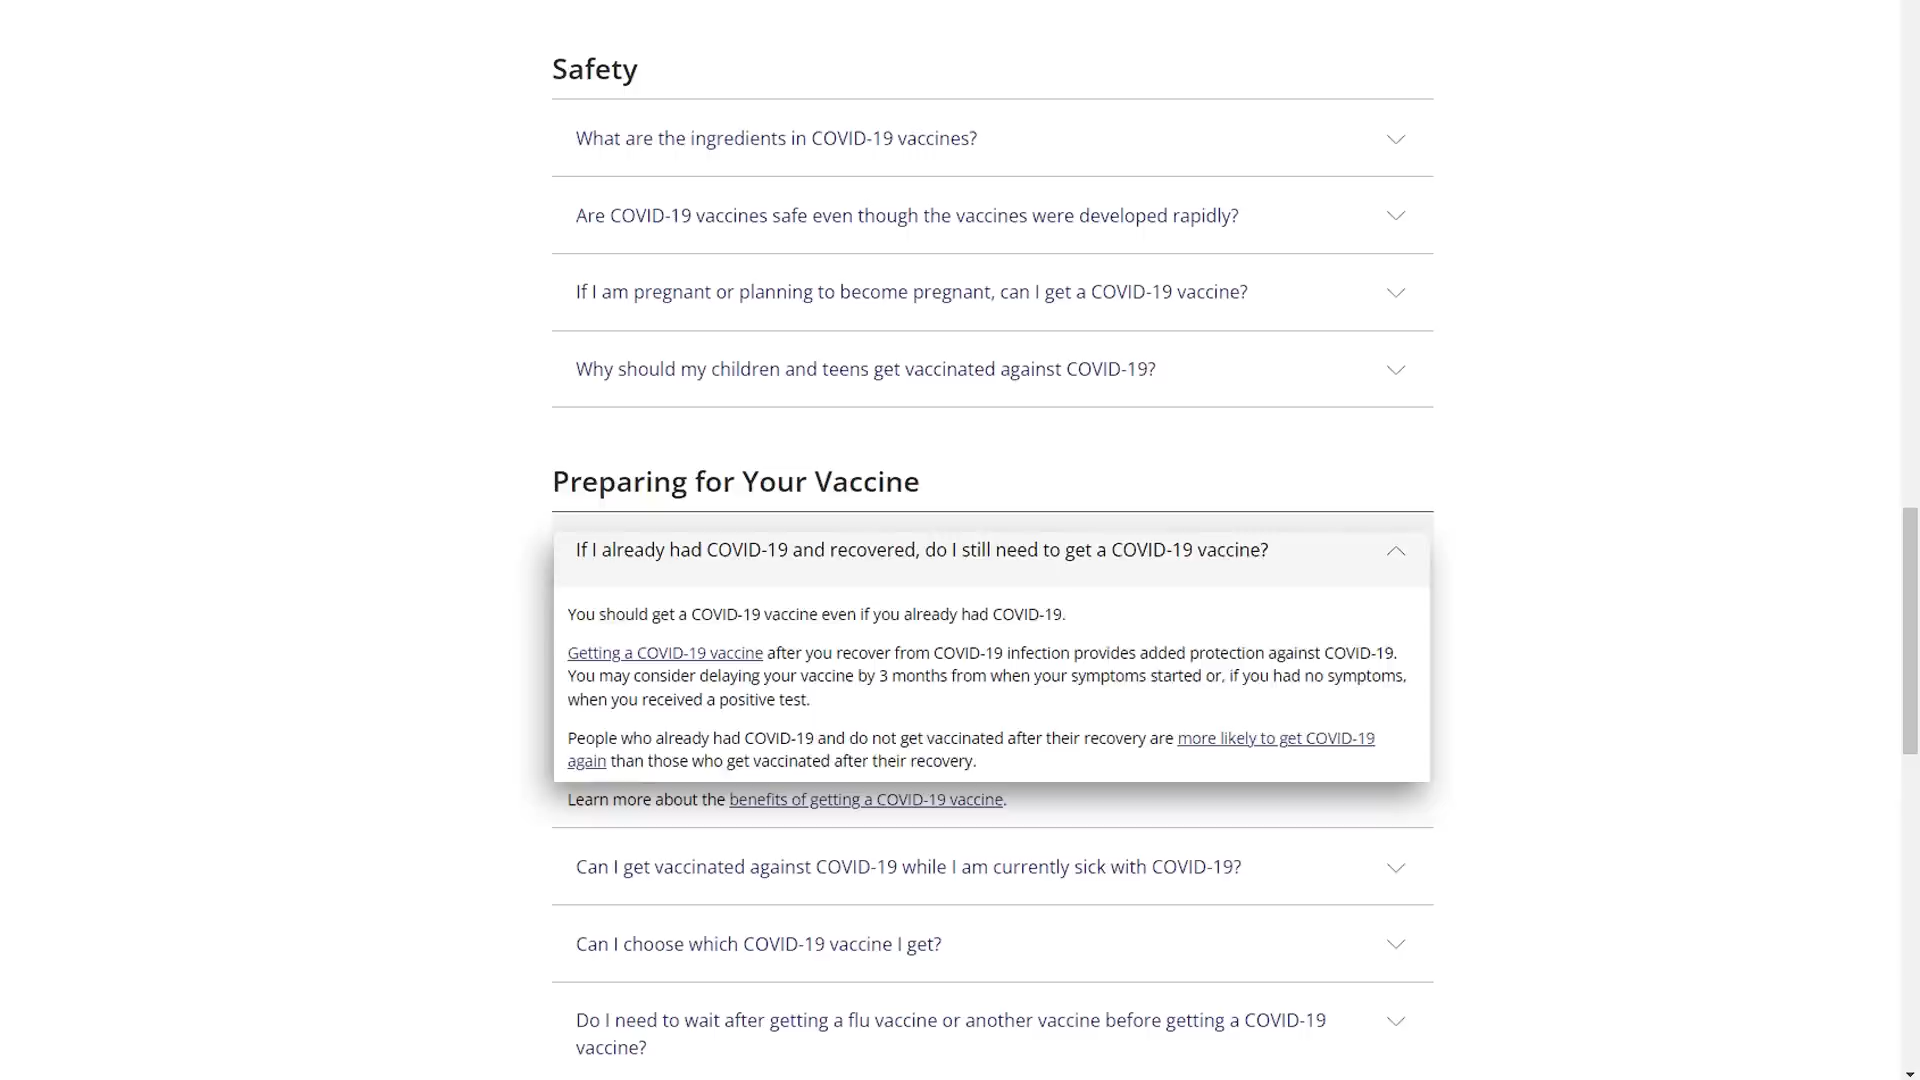 Safety
What are the ingredients in COVID-19 vaccines?
Are COVID-19 vaccines safe even though the vaccines were developed rapidly?
If I am pregnant or planning to become pregnant, can I get a COVID-19 vaccine?
Why should my children and teens get vaccinated against COVID-19?
Preparing for Your Vaccine
If I already had COVID-19 and recovered, do I still need to get a COVID-19 vaccine?
You should get a COVID-19 vaccine even if you already had COVID-19.
Getting a COVID-19 vaccine after you recover from COVID-19 infection provides added protection against COVID-19.
You may consider delaying your vaccine by 3 months from when your symptoms started or, if you had no symptoms,
when you received a positive test.
People who already had COVID-19 and do not get vaccinated after their recovery are more likely to get COVID-19
again than those who get vaccinated after their recovery.
Learn more about the benefits of getting a COVID-19 vaccine.
Can I get vaccinated against COVID-19 while I am currently sick with COVID-19?
Can I choose which COVID-19 vaccine I get?
Do I need to wait after getting a flu vaccine or another vaccine before getting a COVID-19
vaccine?